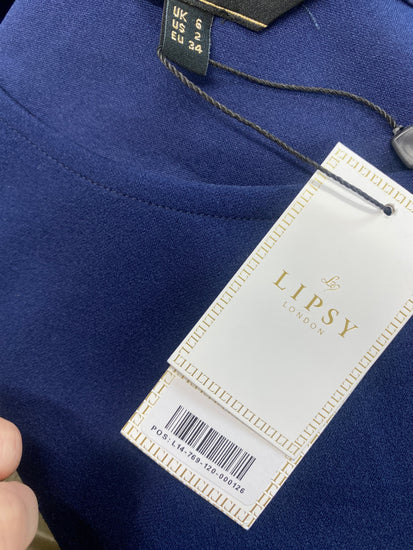 UK 6
US 2
EU 34
LIPSY
LONDON
POS: L14-769-120-000126